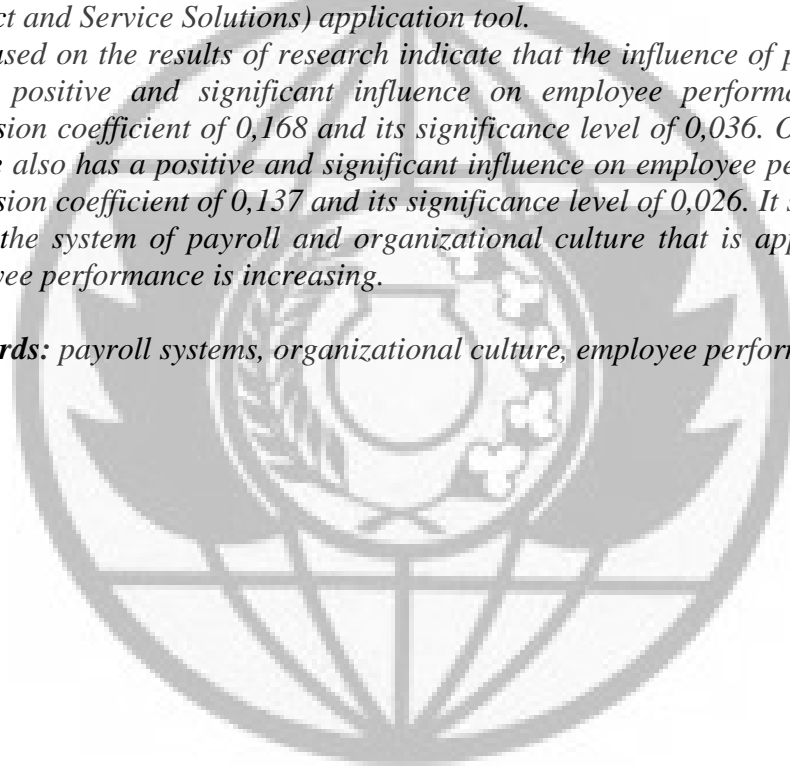 ct and Service Solutions) application tool.
used on the results of research indicate that the influence of p
positive and significant influence on employee performa
sion coefficient of 0,168 and its significance level of 0,036. O
e also has a positive and significant influence on employee pe
sion coefficient of 0,137 and its significance level of 0,026. It s
the system of payroll and organizational culture that is app
yee performance is increasing.
rds: payroll systems, organizational culture, employee perform